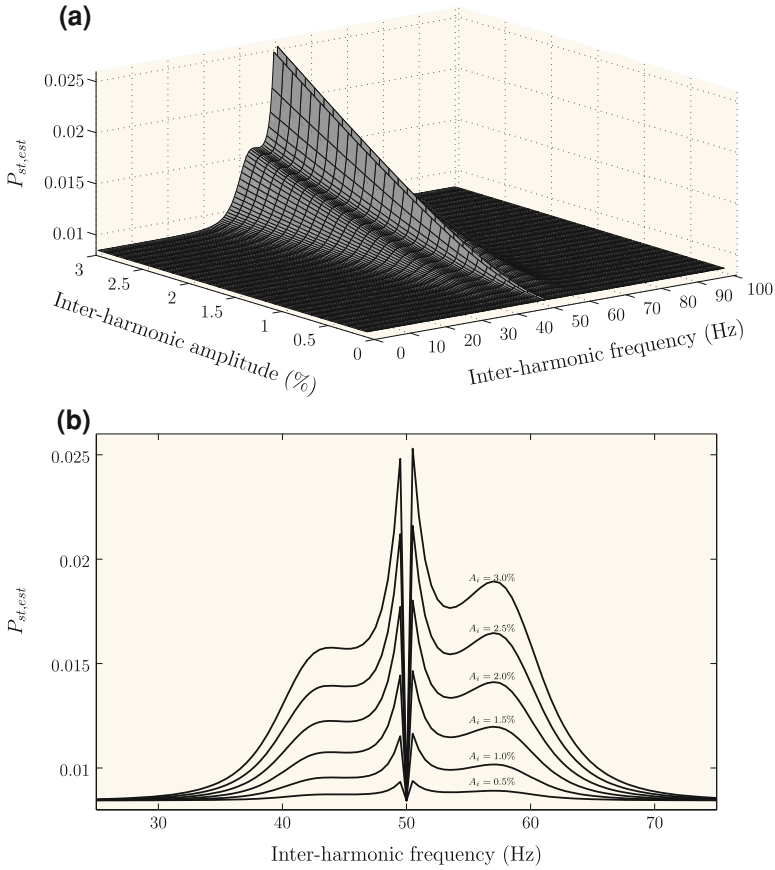 (a)
0.025
0.02
0.015
0.01
P_{st,est}
3
2.5
2
1.5
1
0.5
0
Inter-harmonic amplitude (%)
0
10
20
30
40
50
60
70
80
90
100
Inter-harmonic frequency (Hz)
(b)
0.025
0.02
0.015
0.01
P_{st,est}
A_i = 3.0%
A_i = 2.5%
A_i = 2.0%
A_i = 1.5%
A_i = 1.0%
A_i = 0.5%
30
40
50
60
70
Inter-harmonic frequency (Hz)